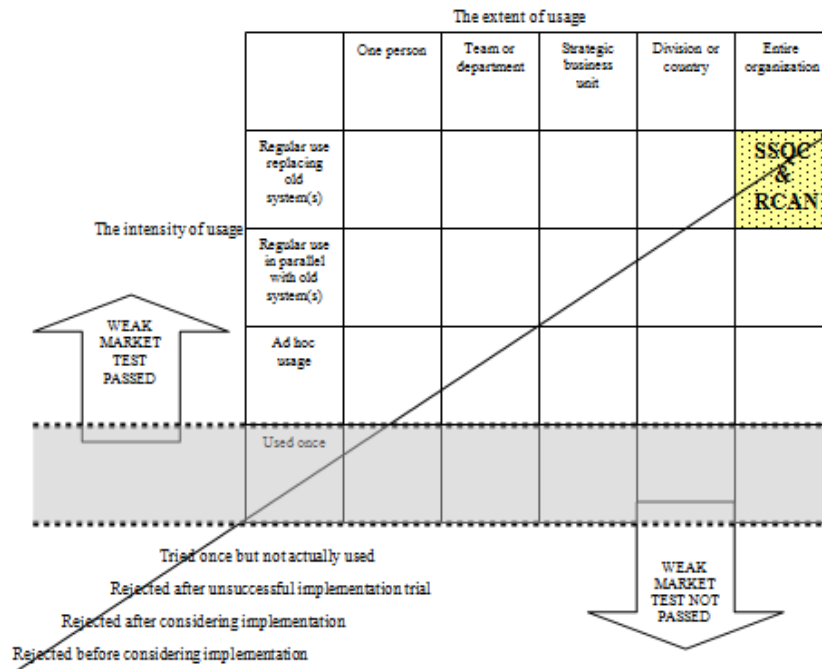 The extent of usage
One person
Team or
department
Strategic
business
unit
Division or
country
Entire
organization
Regular use
replacing
old
system(s)
SSQC
&
RCAN
The intensity of usage
Regular use
in parallel
with old
system(s)
WEAK
MARKET
TEST
PASSED
Ad hoc
usage
Used once
Tried once but not actually used
Rejected after unsuccessful implementation trial
Rejected after considering implementation
Rejected before considering implementation
WEAK
MARKET
TEST NOT
PASSED